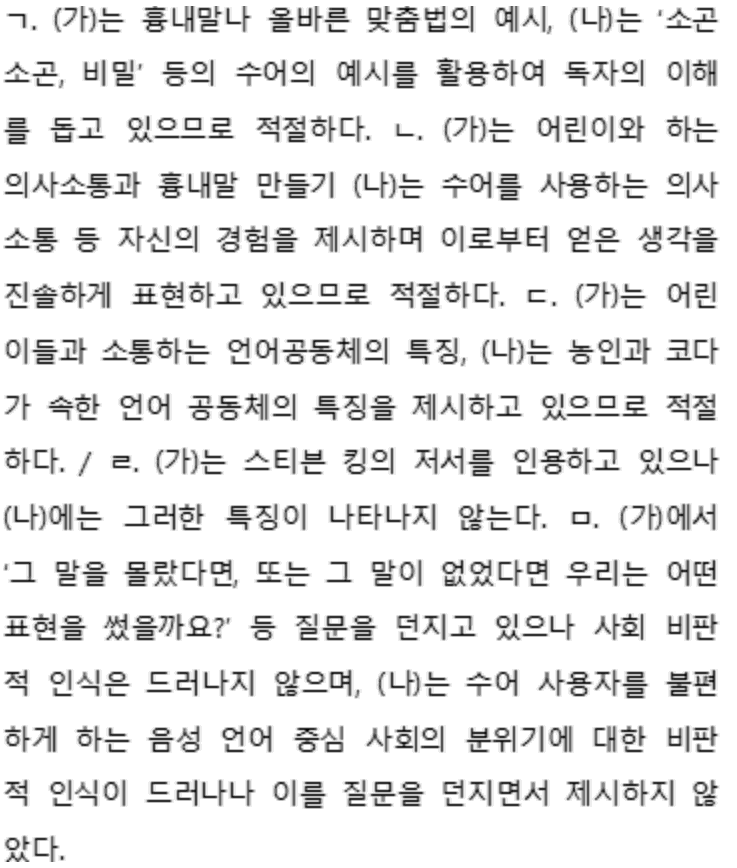 ㄱ. (가)는 흉내말나 올바른 맞춤법의 예시, (나)는 '소곤
소곤, 비밀' 등의 수어의 예시를 활용하여 독자의 이해
를 돕고 있으므로 적절하다. ㄴ. (가)는 어린이와 하는
의사소통과 흉내말 만들기 (나)는 수어를 사용하는 의사
소통 등 자신의 경험을 제시하며 이로부터 얻은 생각을
진솔하게 표현하고 있으므로 적절하다. ㄷ. (가)는 어린
이들과 소통하는 언어공동체의 특징, (나)는 농인과 코다
가 속한 언어 공동체의 특징을 제시하고 있으므로 적절
하다. / ㄹ. (가)는 스티븐 킹의 저서를 인용하고 있으나
(나)에는 그러한 특징이 나타나지 않는다. ㅁ. (가)에서
'그 말을 몰랐다면, 또는 그 말이 없었다면 우리는 어떤
표현을 썼을까요?' 등 질문을 던지고 있으나 사회 비판
적 인식은 드러나지 않으며, (나)는 수어 사용자를 불편
하게 하는 음성 언어 중심 사회의 분위기에 대한 비판
적 인식이 드러나나 이를 질문을 던지면서 제시하지 않
았다.